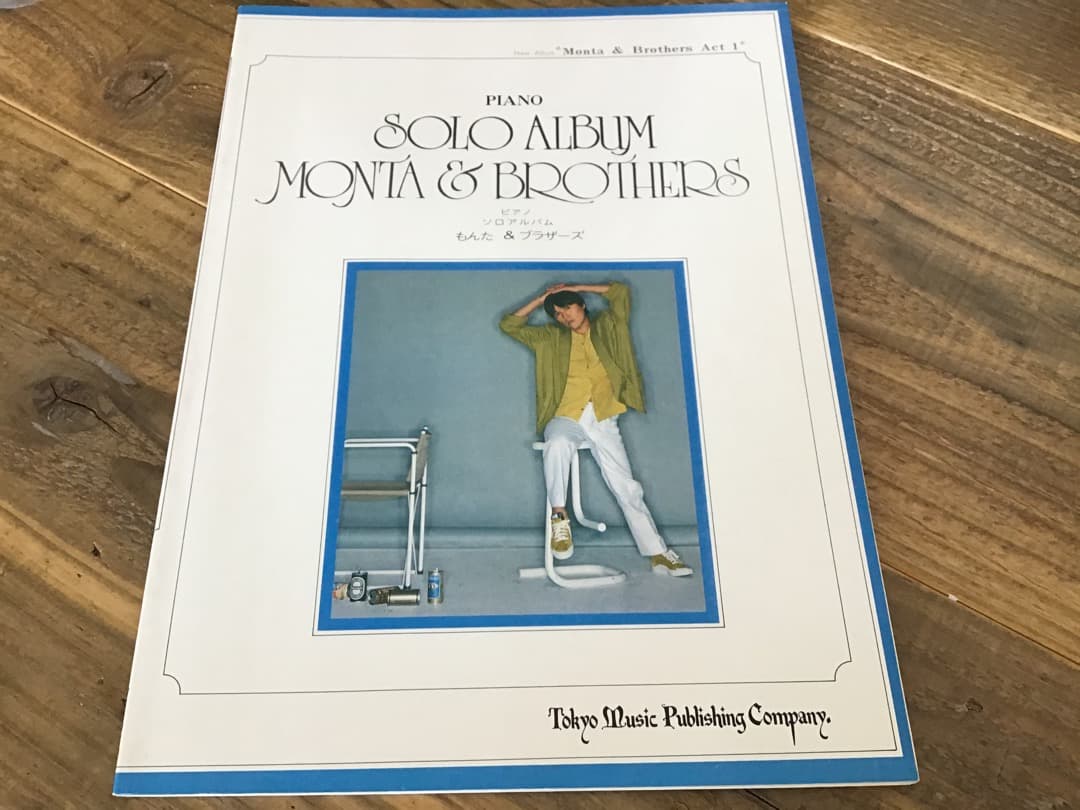 Piano Album "Monta & Brothers Act 1"
PIANO
SOLO ALBUM
MONTA & BROTHERS
ピアノ
ソロアルバム
もんた & ブラザーズ
Tokyo Music Publishing Company.